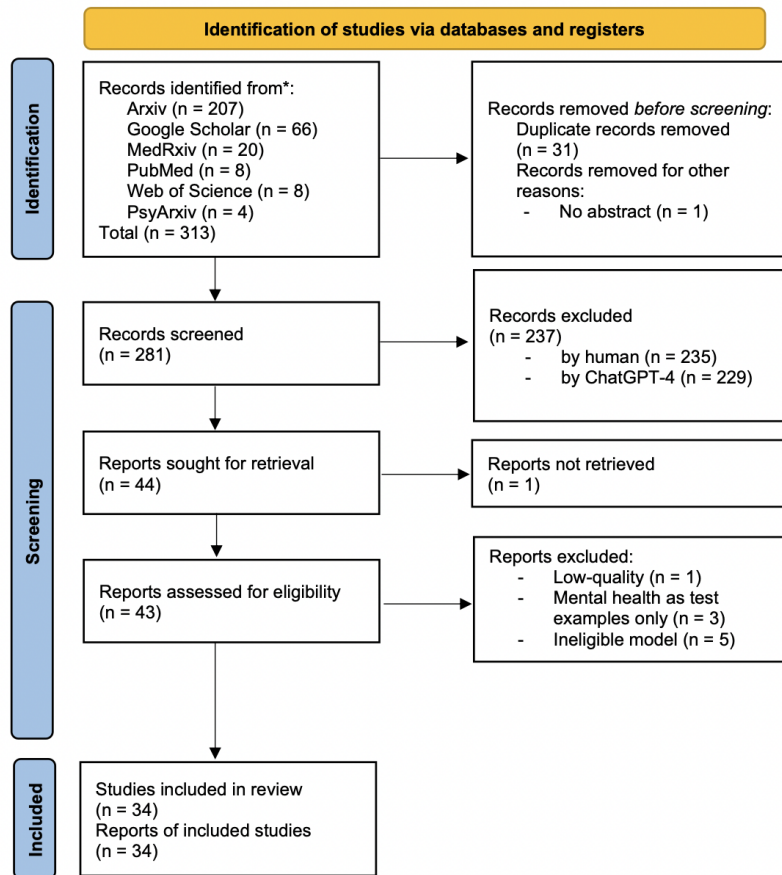 Identification of studies via databases and registers
Identification
Records identified from*:
Arxiv (n = 207)
Google Scholar (n = 66)
MedRxiv (n = 20)
PubMed (n = 8)
Web of Science (n = 8)
PsyArxiv (n = 4)
Total (n = 313)
Records removed before screening:
Duplicate records removed
(n = 31)
Records removed for other
reasons:
- No abstract (n = 1)
Screening
Records screened
(n = 281)
Records excluded
(n = 237)
- by human (n = 235)
- by ChatGPT-4 (n = 229)
Reports sought for retrieval
(n = 44)
Reports not retrieved
(n = 1)
Reports assessed for eligibility
(n = 43)
Reports excluded:
- Low-quality (n = 1)
- Mental health as test
examples only (n = 3)
- Ineligible model (n = 5)
Included
Studies included in review
(n = 34)
Reports of included studies
(n = 34)